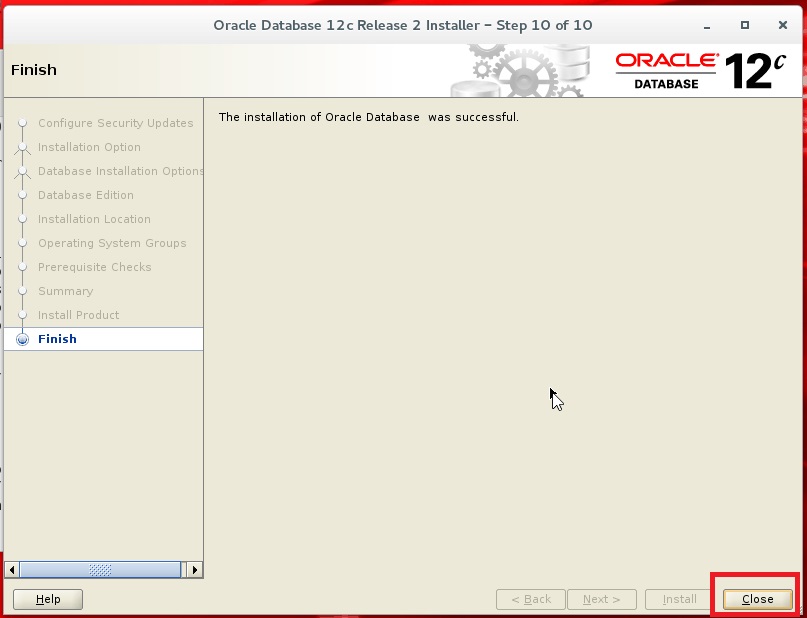 Oracle Database 12c Release 2 Installer – Step 10 of 10
Finish
ORACLE
DATABASE
12c
Configure Security Updates
Installation Option
Database Installation Options
Database Edition
Installation Location
Operating System Groups
Prerequisite Checks
Summary
Install Product
Finish
The installation of Oracle Database  was successful.
Help
< Back
Next >
Install
Close